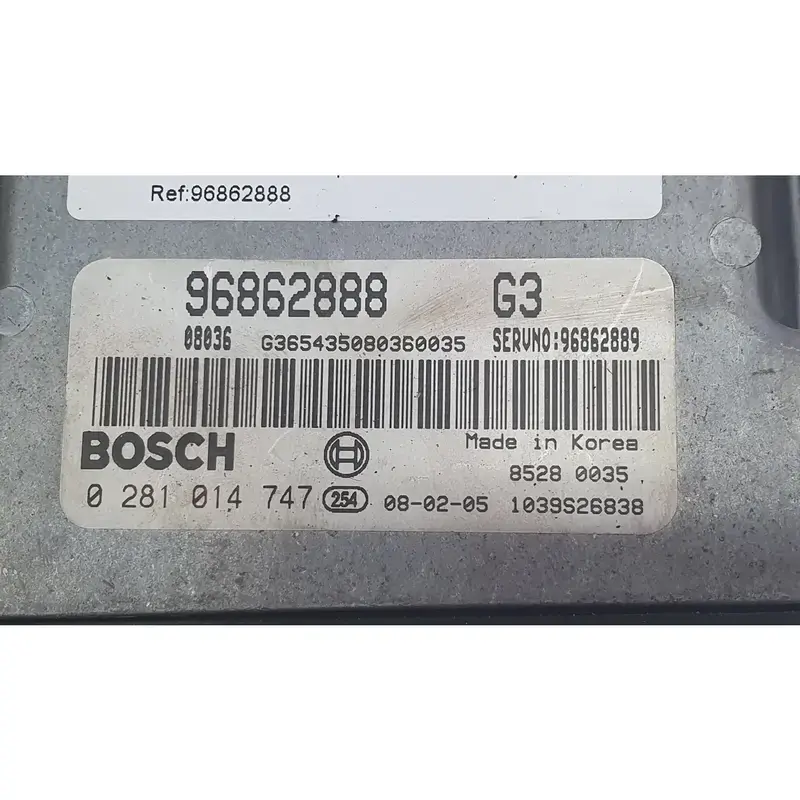 Ref:96862888
96862888 G3
08036 G365435080360035 SERVNO:96862889
BOSCH Made in Korea
8528 0035
0 281 014 747 254 08-02-05 1039S26838